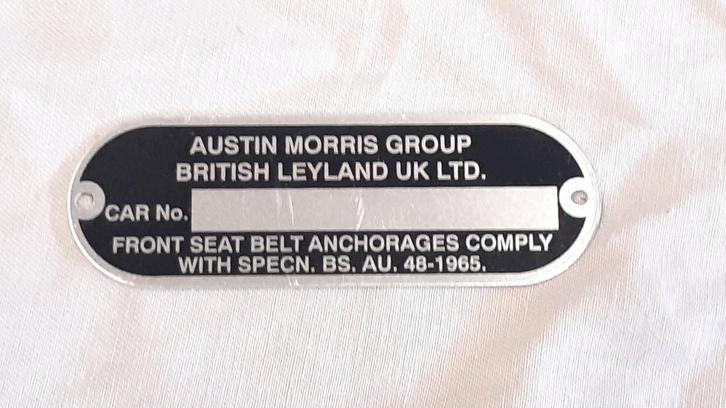 AUSTIN MORRIS GROUP
BRITISH LEYLAND UK LTD.
CAR No.
FRONT SEAT BELT ANCHORAGES COMPLY
WITH SPECN. BS. AU. 48-1965.